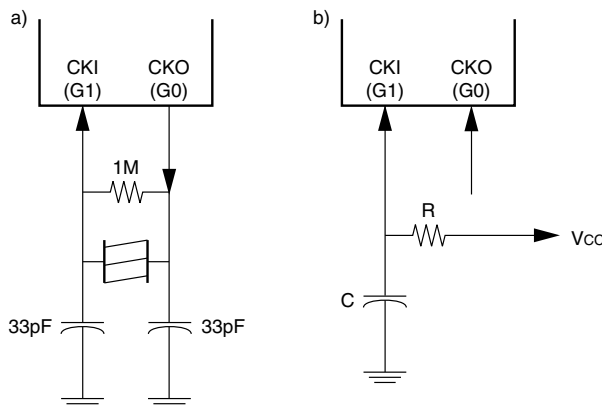 a)
CKI
(G1)
CKO
(G0)
1M
33pF
33pF
b)
CKI
(G1)
CKO
(G0)
R
VCC
C